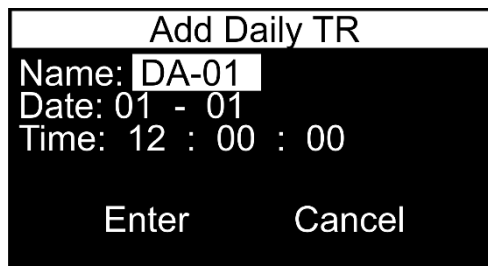 Add Daily TR
Name: DA-01
Date: 01 - 01
Time: 12 : 00 : 00
Enter Cancel